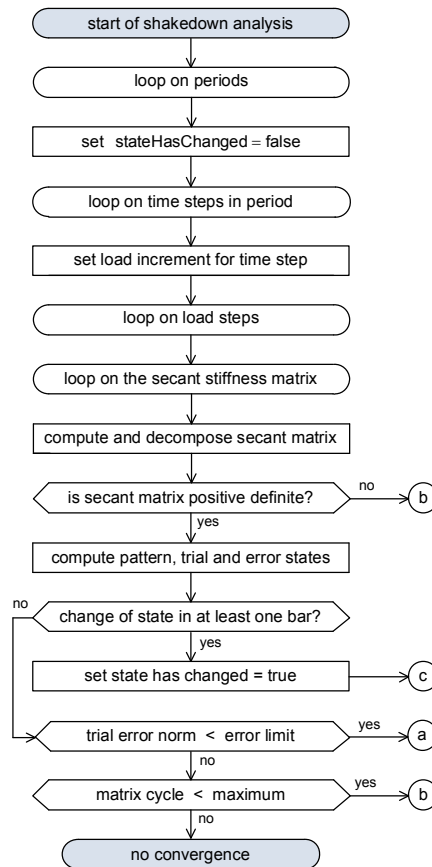 start of shakedown analysis
loop on periods
set stateHasChanged = false
loop on time steps in period
set load increment for time step
loop on load steps
loop on the secant stiffness matrix
compute and decompose secant matrix
is secant matrix positive definite?
no
b
yes
compute pattern, trial and error states
no
change of state in at least one bar?
yes
set state has changed = true
c
trial error norm < error limit
yes
a
no
matrix cycle < maximum
yes
b
no
no convergence